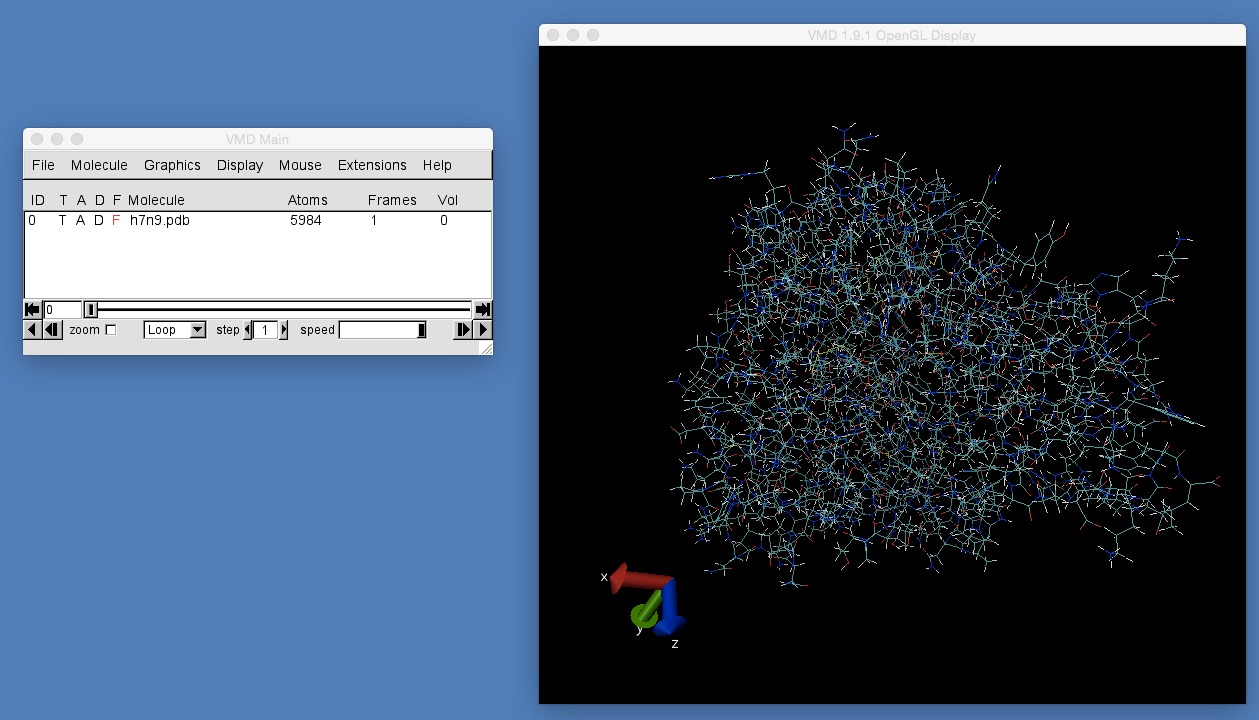 VMD Main
File Molecule Graphics Display Mouse Extensions Help
ID T A D F Molecule Atoms Frames Vol
0 T A D F h7n9.pdb 5984 1 0
0
zoom Loop step 1 speed
VMD 1.9.1 OpenGL Display
x
y
z